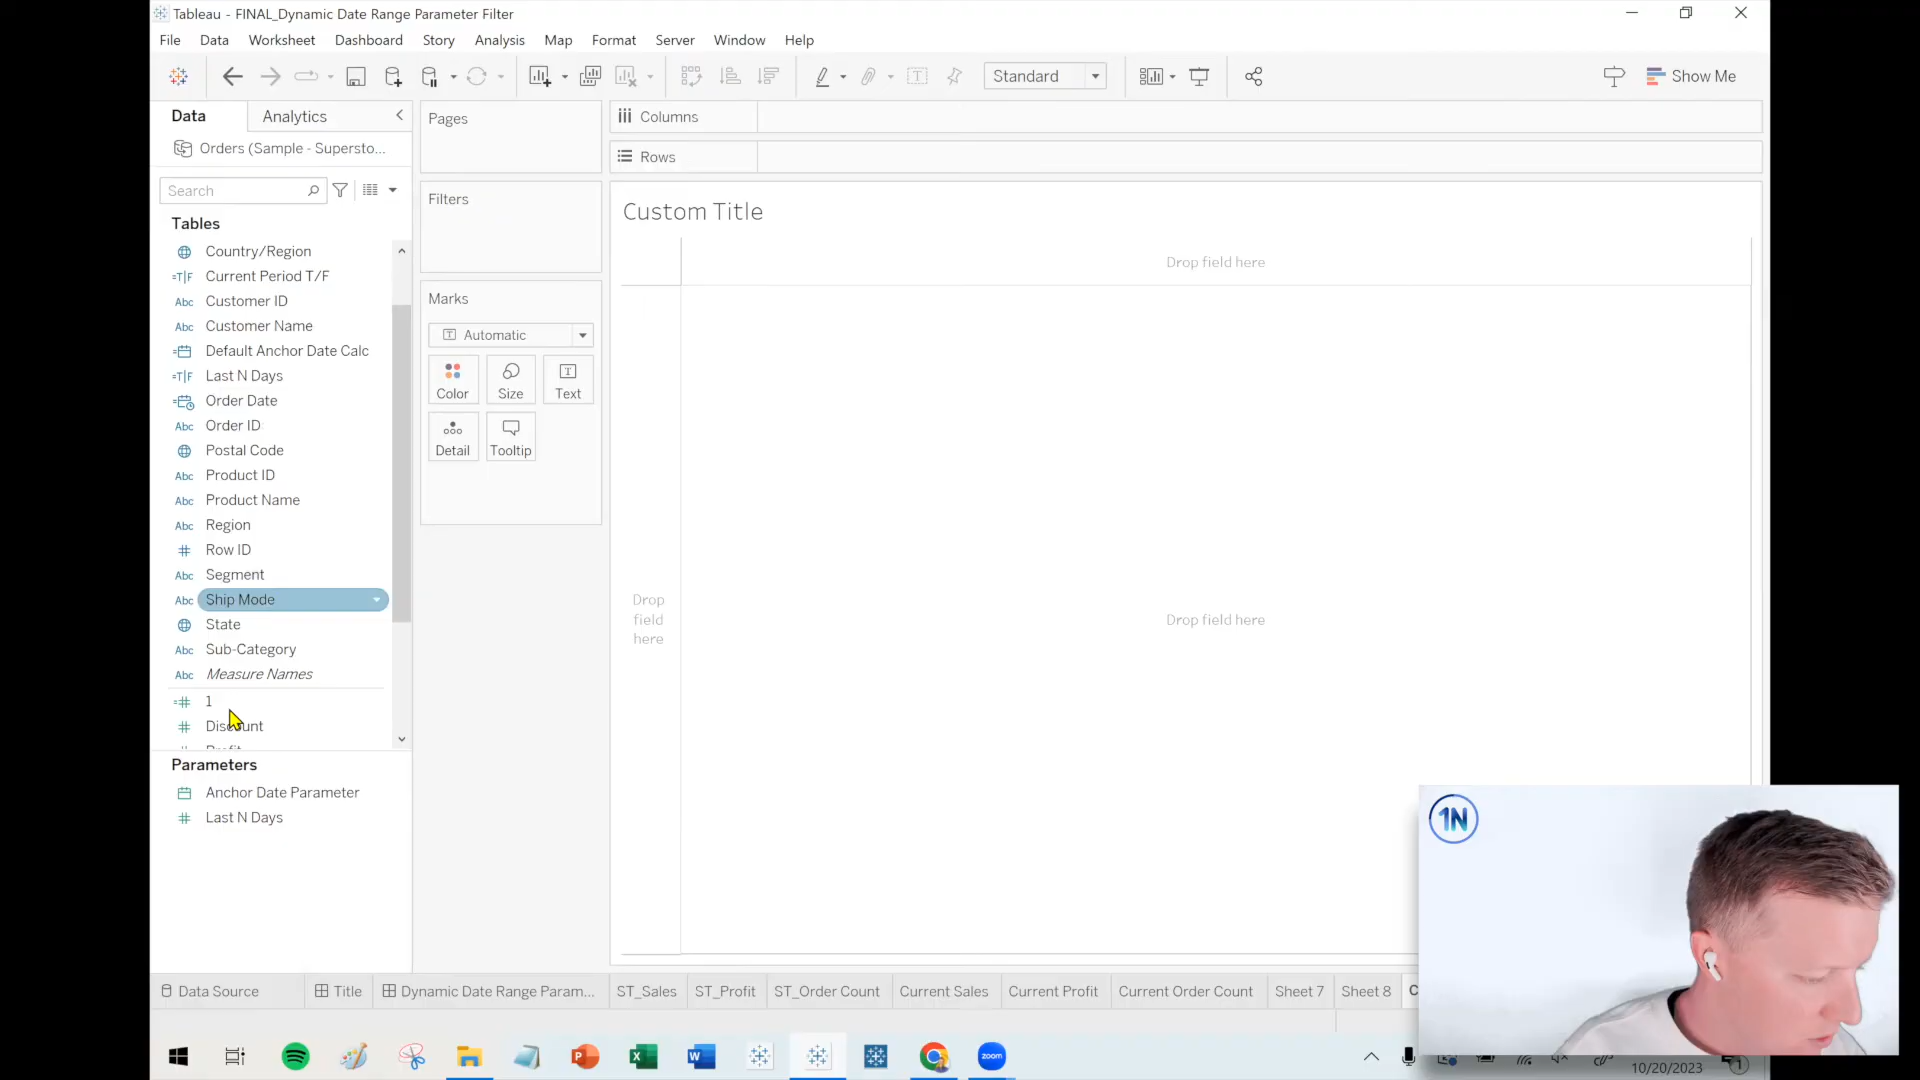 Tableau - FINAL_Dynamic Date Range Parameter Filter
File Data Worksheet Dashboard Story Analysis Map Format Server Window Help
Standard
Show Me
Data Analytics
Orders (Sample - Supersto...
Search
Tables
Country/Region
Current Period T/F
Customer ID
Customer Name
Default Anchor Date Calc
Last N Days
Order Date
Order ID
Postal Code
Product ID
Product Name
Region
Row ID
Segment
Ship Mode
State
Sub-Category
Measure Names
1
Discount
Profit
Parameters
Anchor Date Parameter
Last N Days
Pages
Filters
Marks
Automatic
Color Size Text
Detail Tooltip
Columns
Rows
Custom Title
Drop field here
Drop
field
here
Drop field here
1N
Data Source Title Dynamic Date Range Param... ST_Sales ST_Profit ST_Order Count Current Sales Current Profit Current Order Count Sheet 7 Sheet 8 C
zoom
10/20/2023